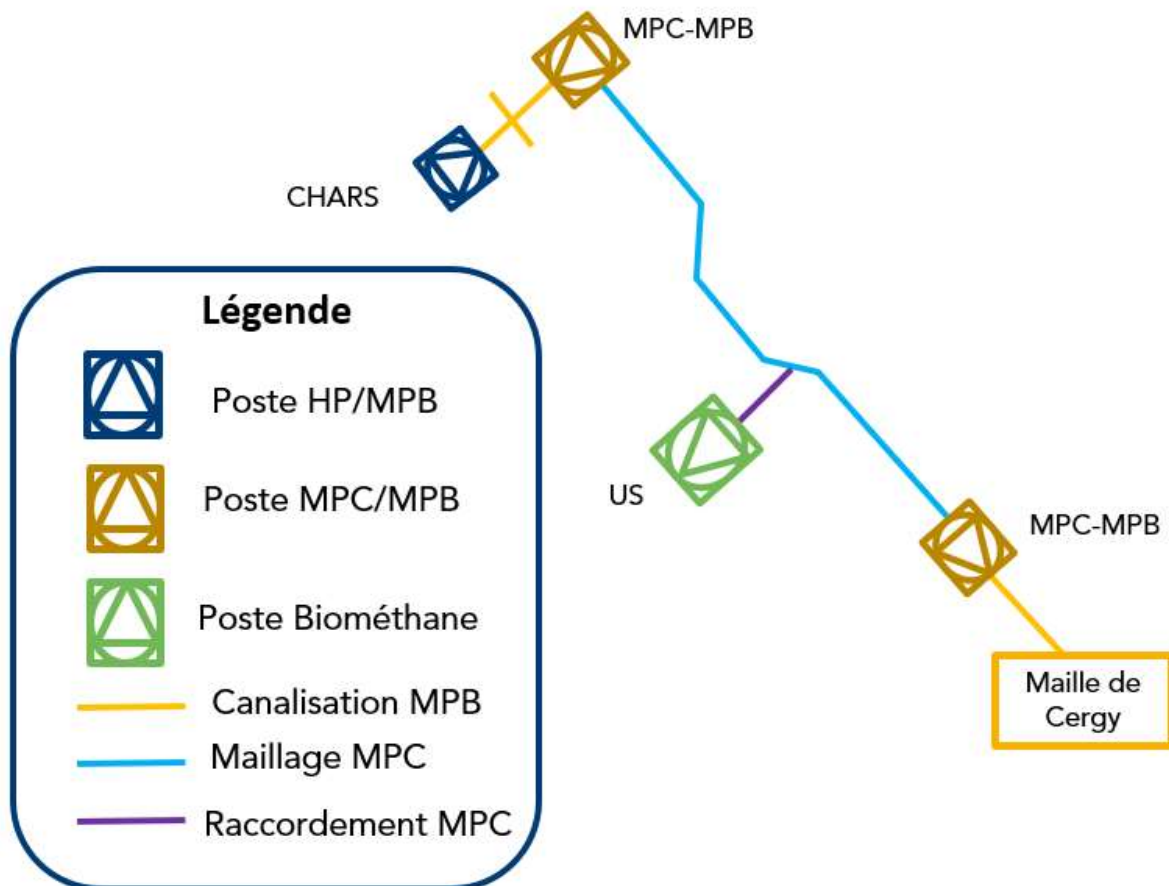 MPC-MPB
CHARS
Légende
Poste HP/MPB
Poste MPC/MPB
Poste Biométhane
Canalisation MPB
Maillage MPC
Raccordement MPC
US
MPC-MPB
Maille de
Cergy